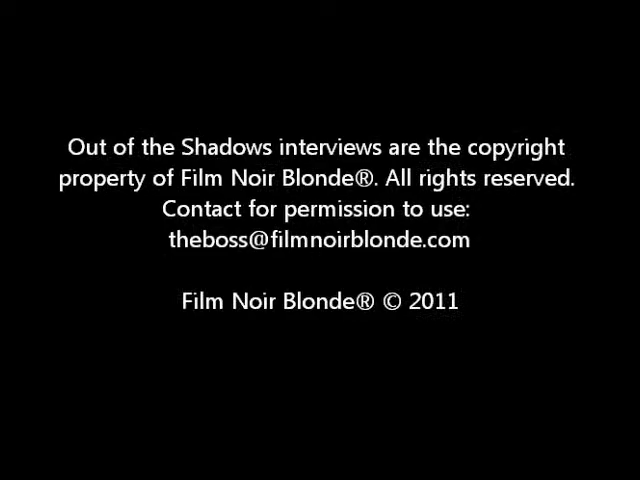 Out of the Shadows interviews are the copyright
property of Film Noir Blonde®. All rights reserved.
Contact for permission to use:
theboss@filmnoirblonde.com
Film Noir Blonde® © 2011